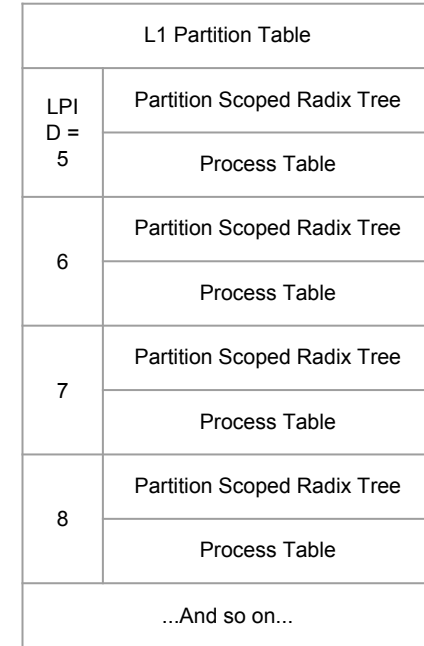 L1 Partition Table
LPI
D =
5
Partition Scoped Radix Tree
Process Table
6
Partition Scoped Radix Tree
Process Table
7
Partition Scoped Radix Tree
Process Table
8
Partition Scoped Radix Tree
Process Table
...And so on...